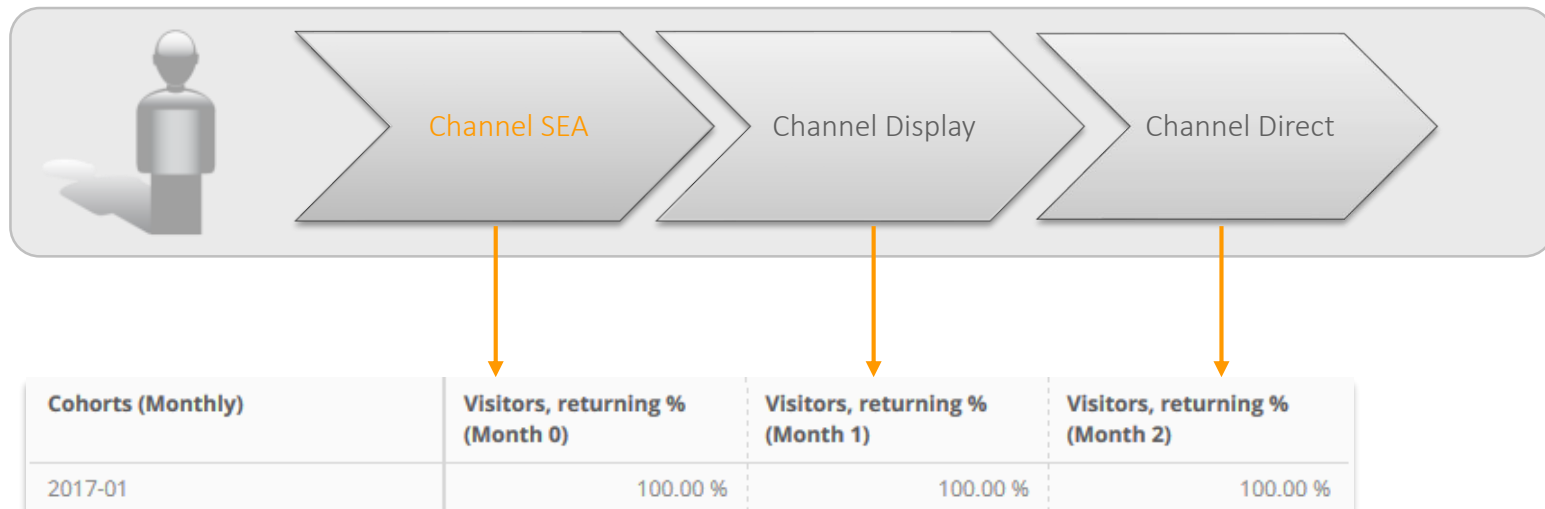 Channel SEA
Channel Display
Channel Direct
Cohorts (Monthly)
Visitors, returning %
(Month 0)
Visitors, returning %
(Month 1)
Visitors, returning %
(Month 2)
2017-01
100.00 %
100.00 %
100.00 %